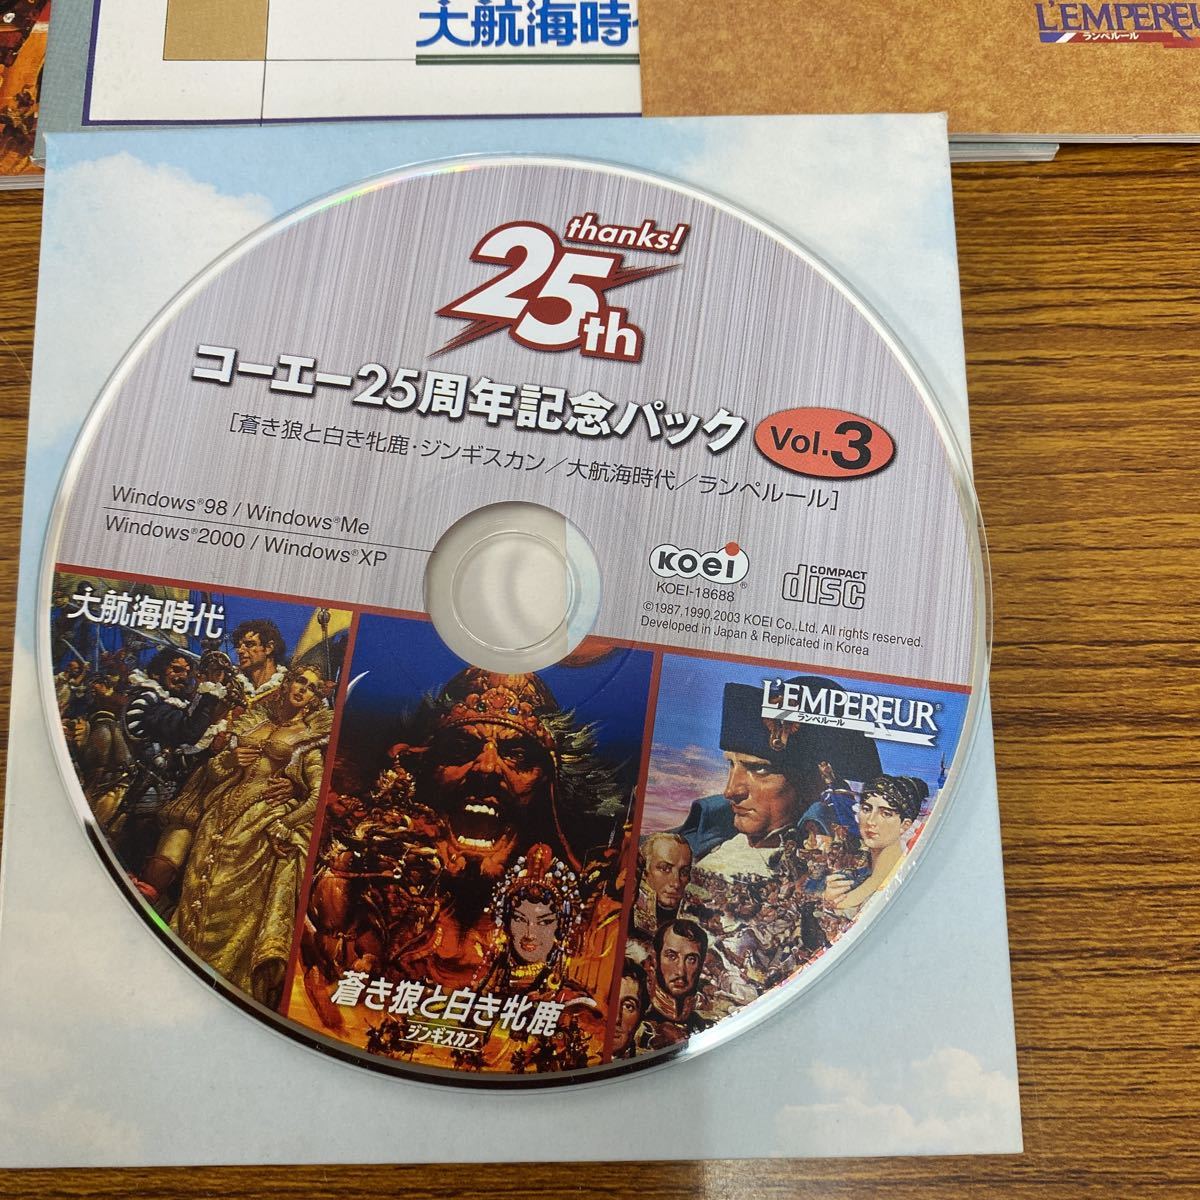 大航海時
L'EMPEREU
ランペルール
thanks!
25th
コーエー25周年記念パック Vol.3
[蒼き狼と白き牝鹿・ジンギスカン／大航海時代／ランペルール]
Windows®98 / Windows®Me
Windows®2000 / Windows®XP
KOEI®
KOEI-18688
COMPACT
disc
©1987,1990,2003 KOEI Co.,Ltd. All rights reserved.
Developed in Japan & Replicated in Korea
大航海時代
L'EMPEREUR®
ランペルール
蒼き狼と白き牝鹿
ジンギスカン